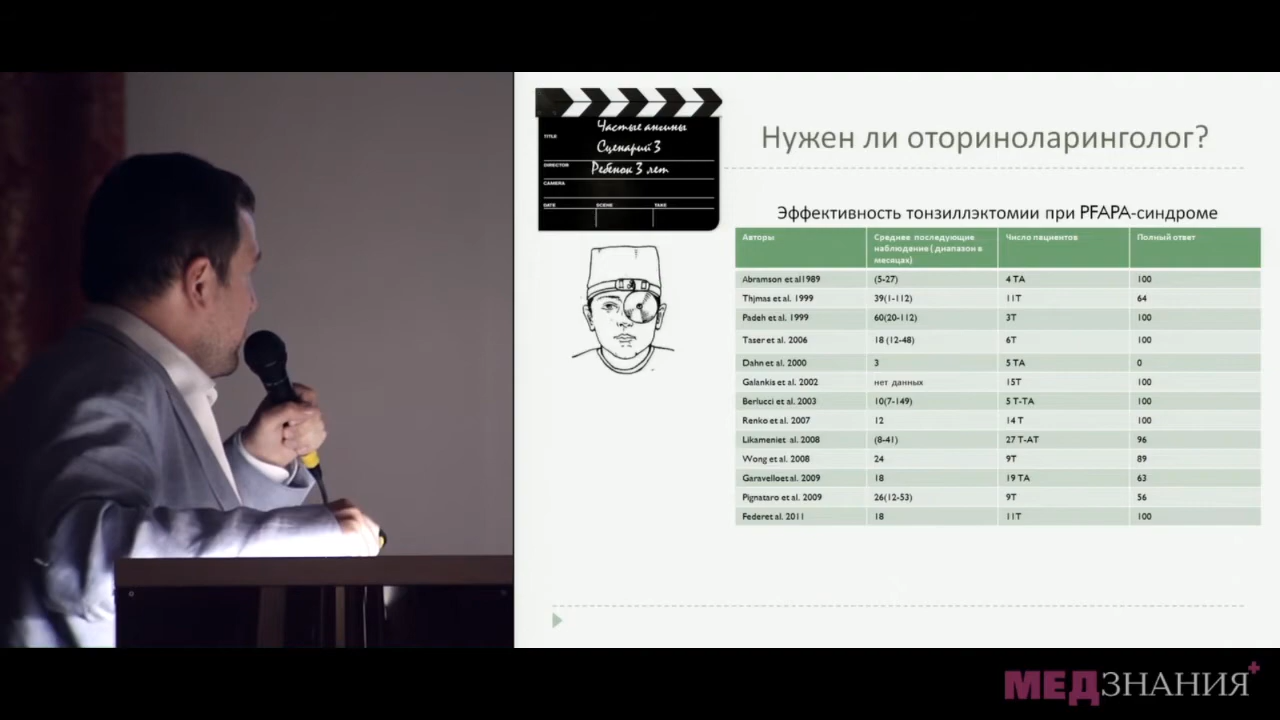 TITLE
Частые ангины
Сценарий 3
DIRECTOR
Ребенок 3 лет
CAMERA
DATE SCENE TAKE
Нужен ли оториноларинголог?
Эффективность тонзиллэктомии при PFAPA-синдроме
Авторы Среднее последующие наблюдение ( диапазон в месяцах) Число пациентов Полный ответ
Abramson et al1989 (5-27) 4 TA 100
Thjmas et al. 1999 39(1-112) 11T 64
Padeh et al. 1999 60(20-112) 3T 100
Taser et al. 2006 18 (12-48) 6T 100
Dahn et al. 2000 3 5 TA 0
Galankis et al. 2002 нет данных 15T 100
Berlucci et al. 2003 10(7-149) 5 T-TA 100
Renko et al. 2007 12 14 T 100
Likameniet al. 2008 (8-41) 27 T-AT 96
Wong et al. 2008 24 9T 89
Garavelloet al. 2009 18 19 TA 63
Pignataro et al. 2009 26(12-53) 9T 56
Federet al. 2011 18 11T 100
МЕДЗНАНИЯ+